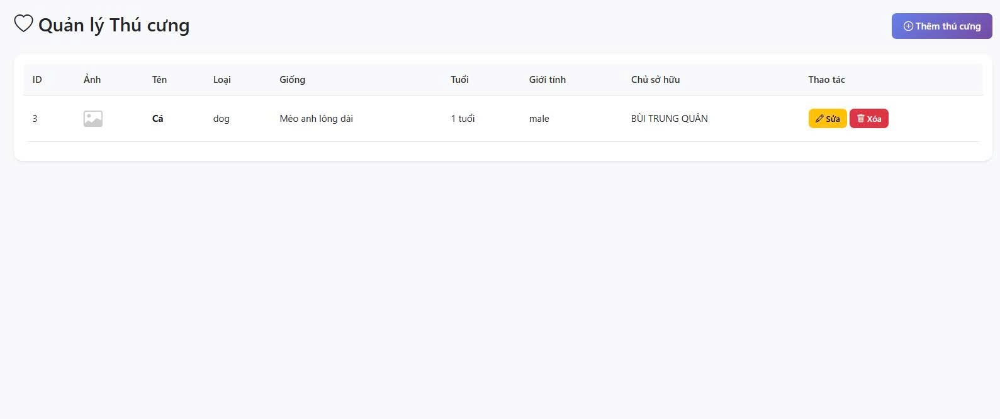 Quản lý Thú cưng
Thêm thú cưng
ID Ảnh Tên Loại Giống Tuổi Giới tính Chủ sở hữu Thao tác
3 Cá dog Mèo anh lông dài 1 tuổi male BÙI TRUNG QUÂN Sửa Xóa